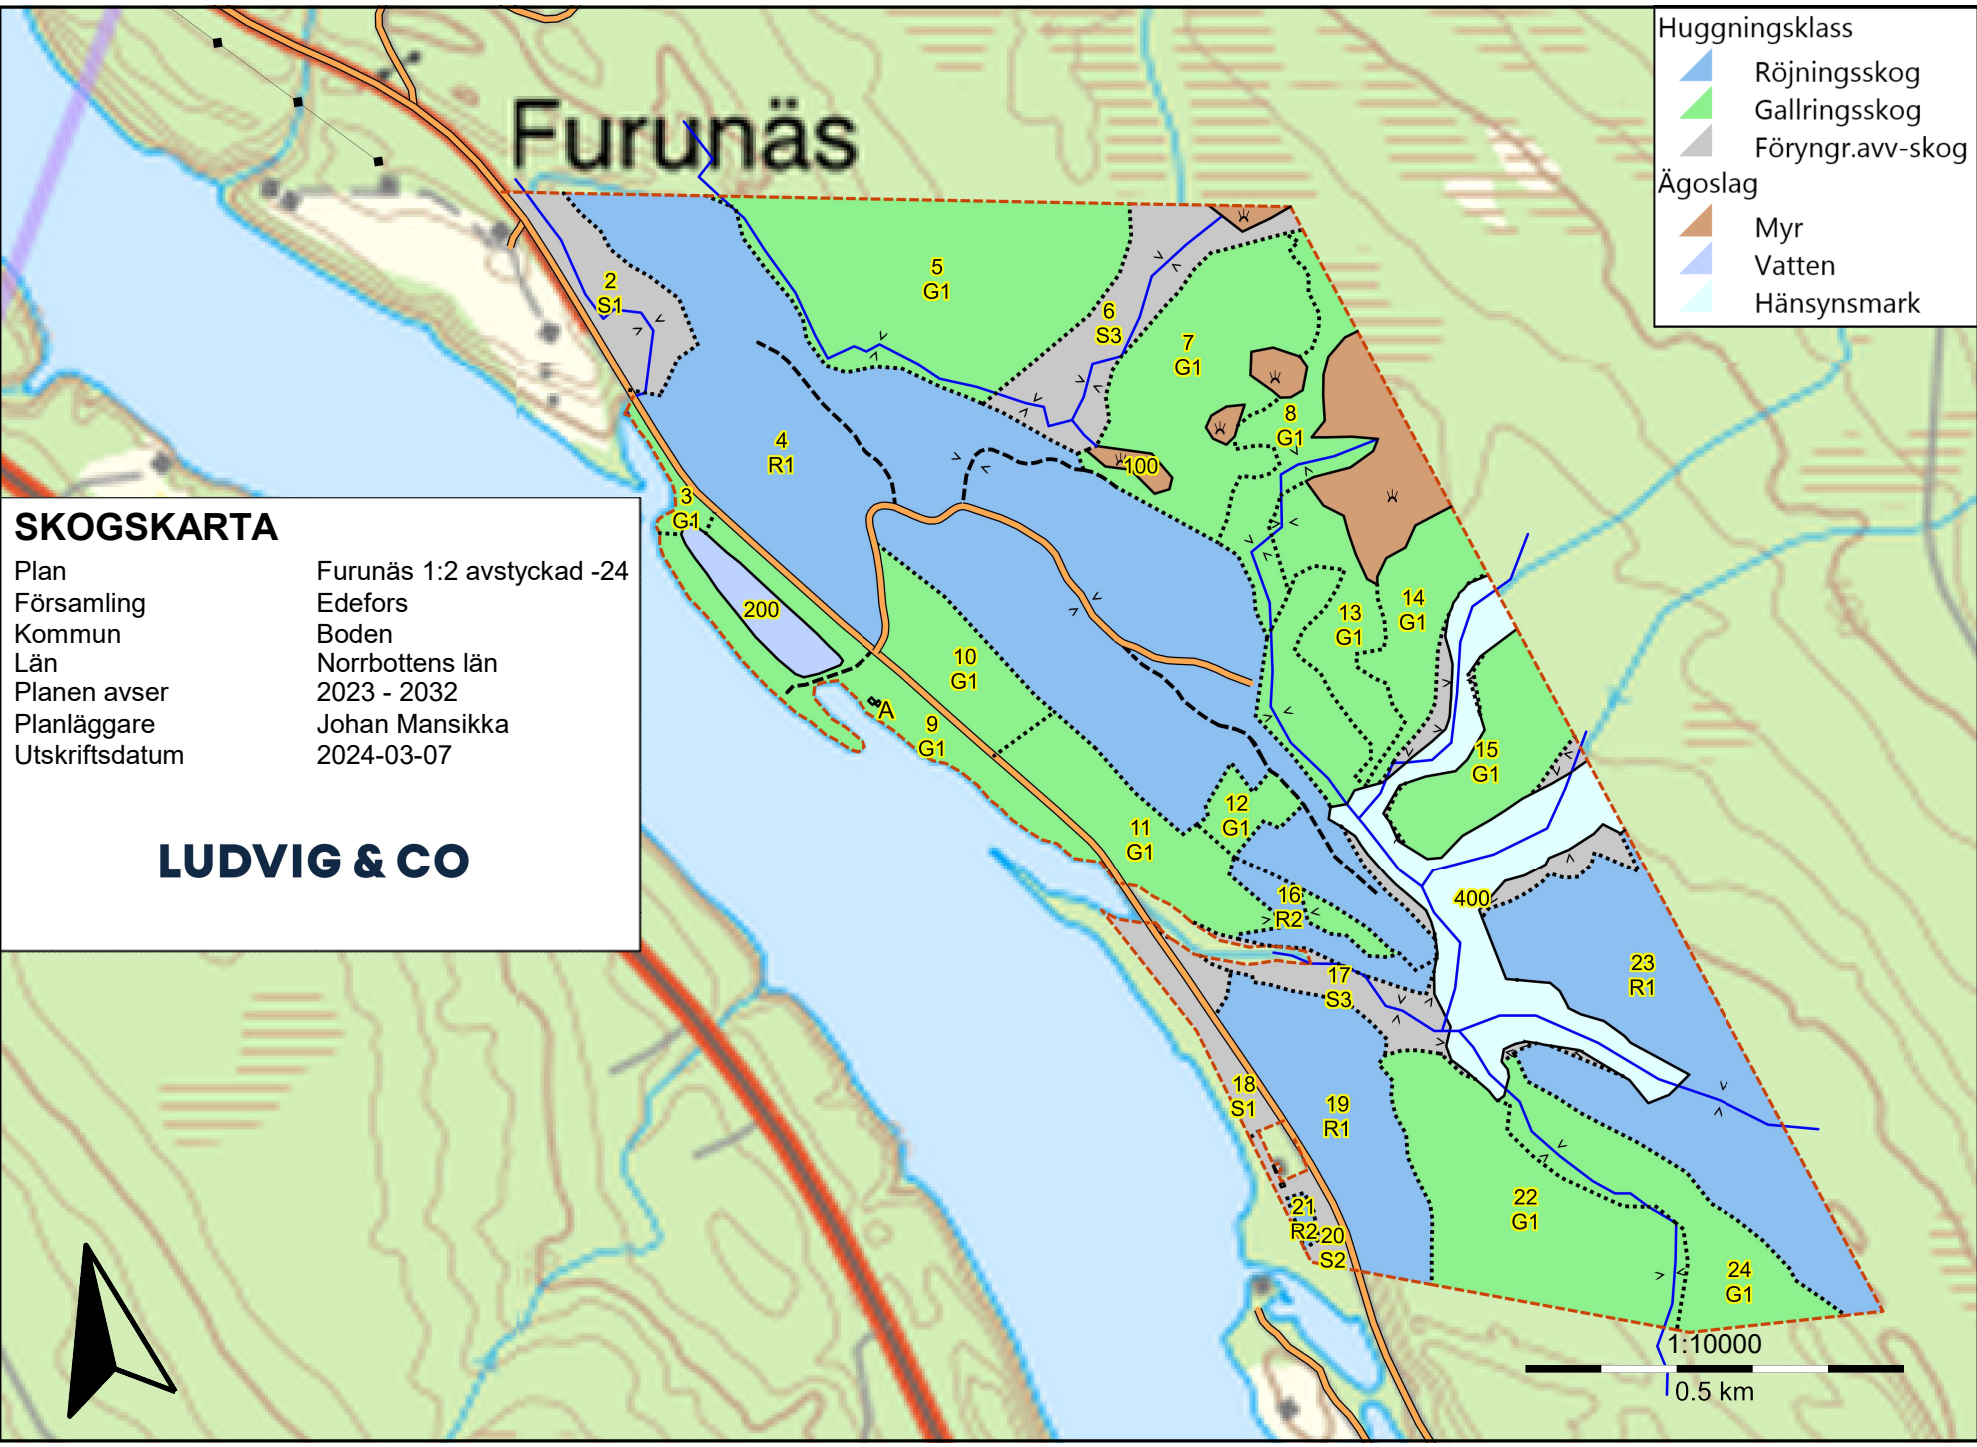 Furunäs
Huggningsklass
Röjningsskog
Gallringsskog
Föryngr.avv-skog
Ägoslag
Myr
Vatten
Hänsynsmark
SKOGSKARTA
Plan Furunäs 1:2 avstyckad -24
Församling Edefors
Kommun Boden
Län Norrbottens län
Planen avser 2023 - 2032
Planläggare Johan Mansikka
Utskriftsdatum 2024-03-07
LUDVIG & CO
2
S1
5
G1
6
S3
7
G1
8
G1
4
R1
100
3
G1
200
10
G1
13
G1
14
G1
A
9
G1
15
G1
12
G1
11
G1
16
R2
400
17
S3
23
R1
18
S1
19
R1
21
R2
20
S2
22
G1
24
G1
1:10000
0.5 km